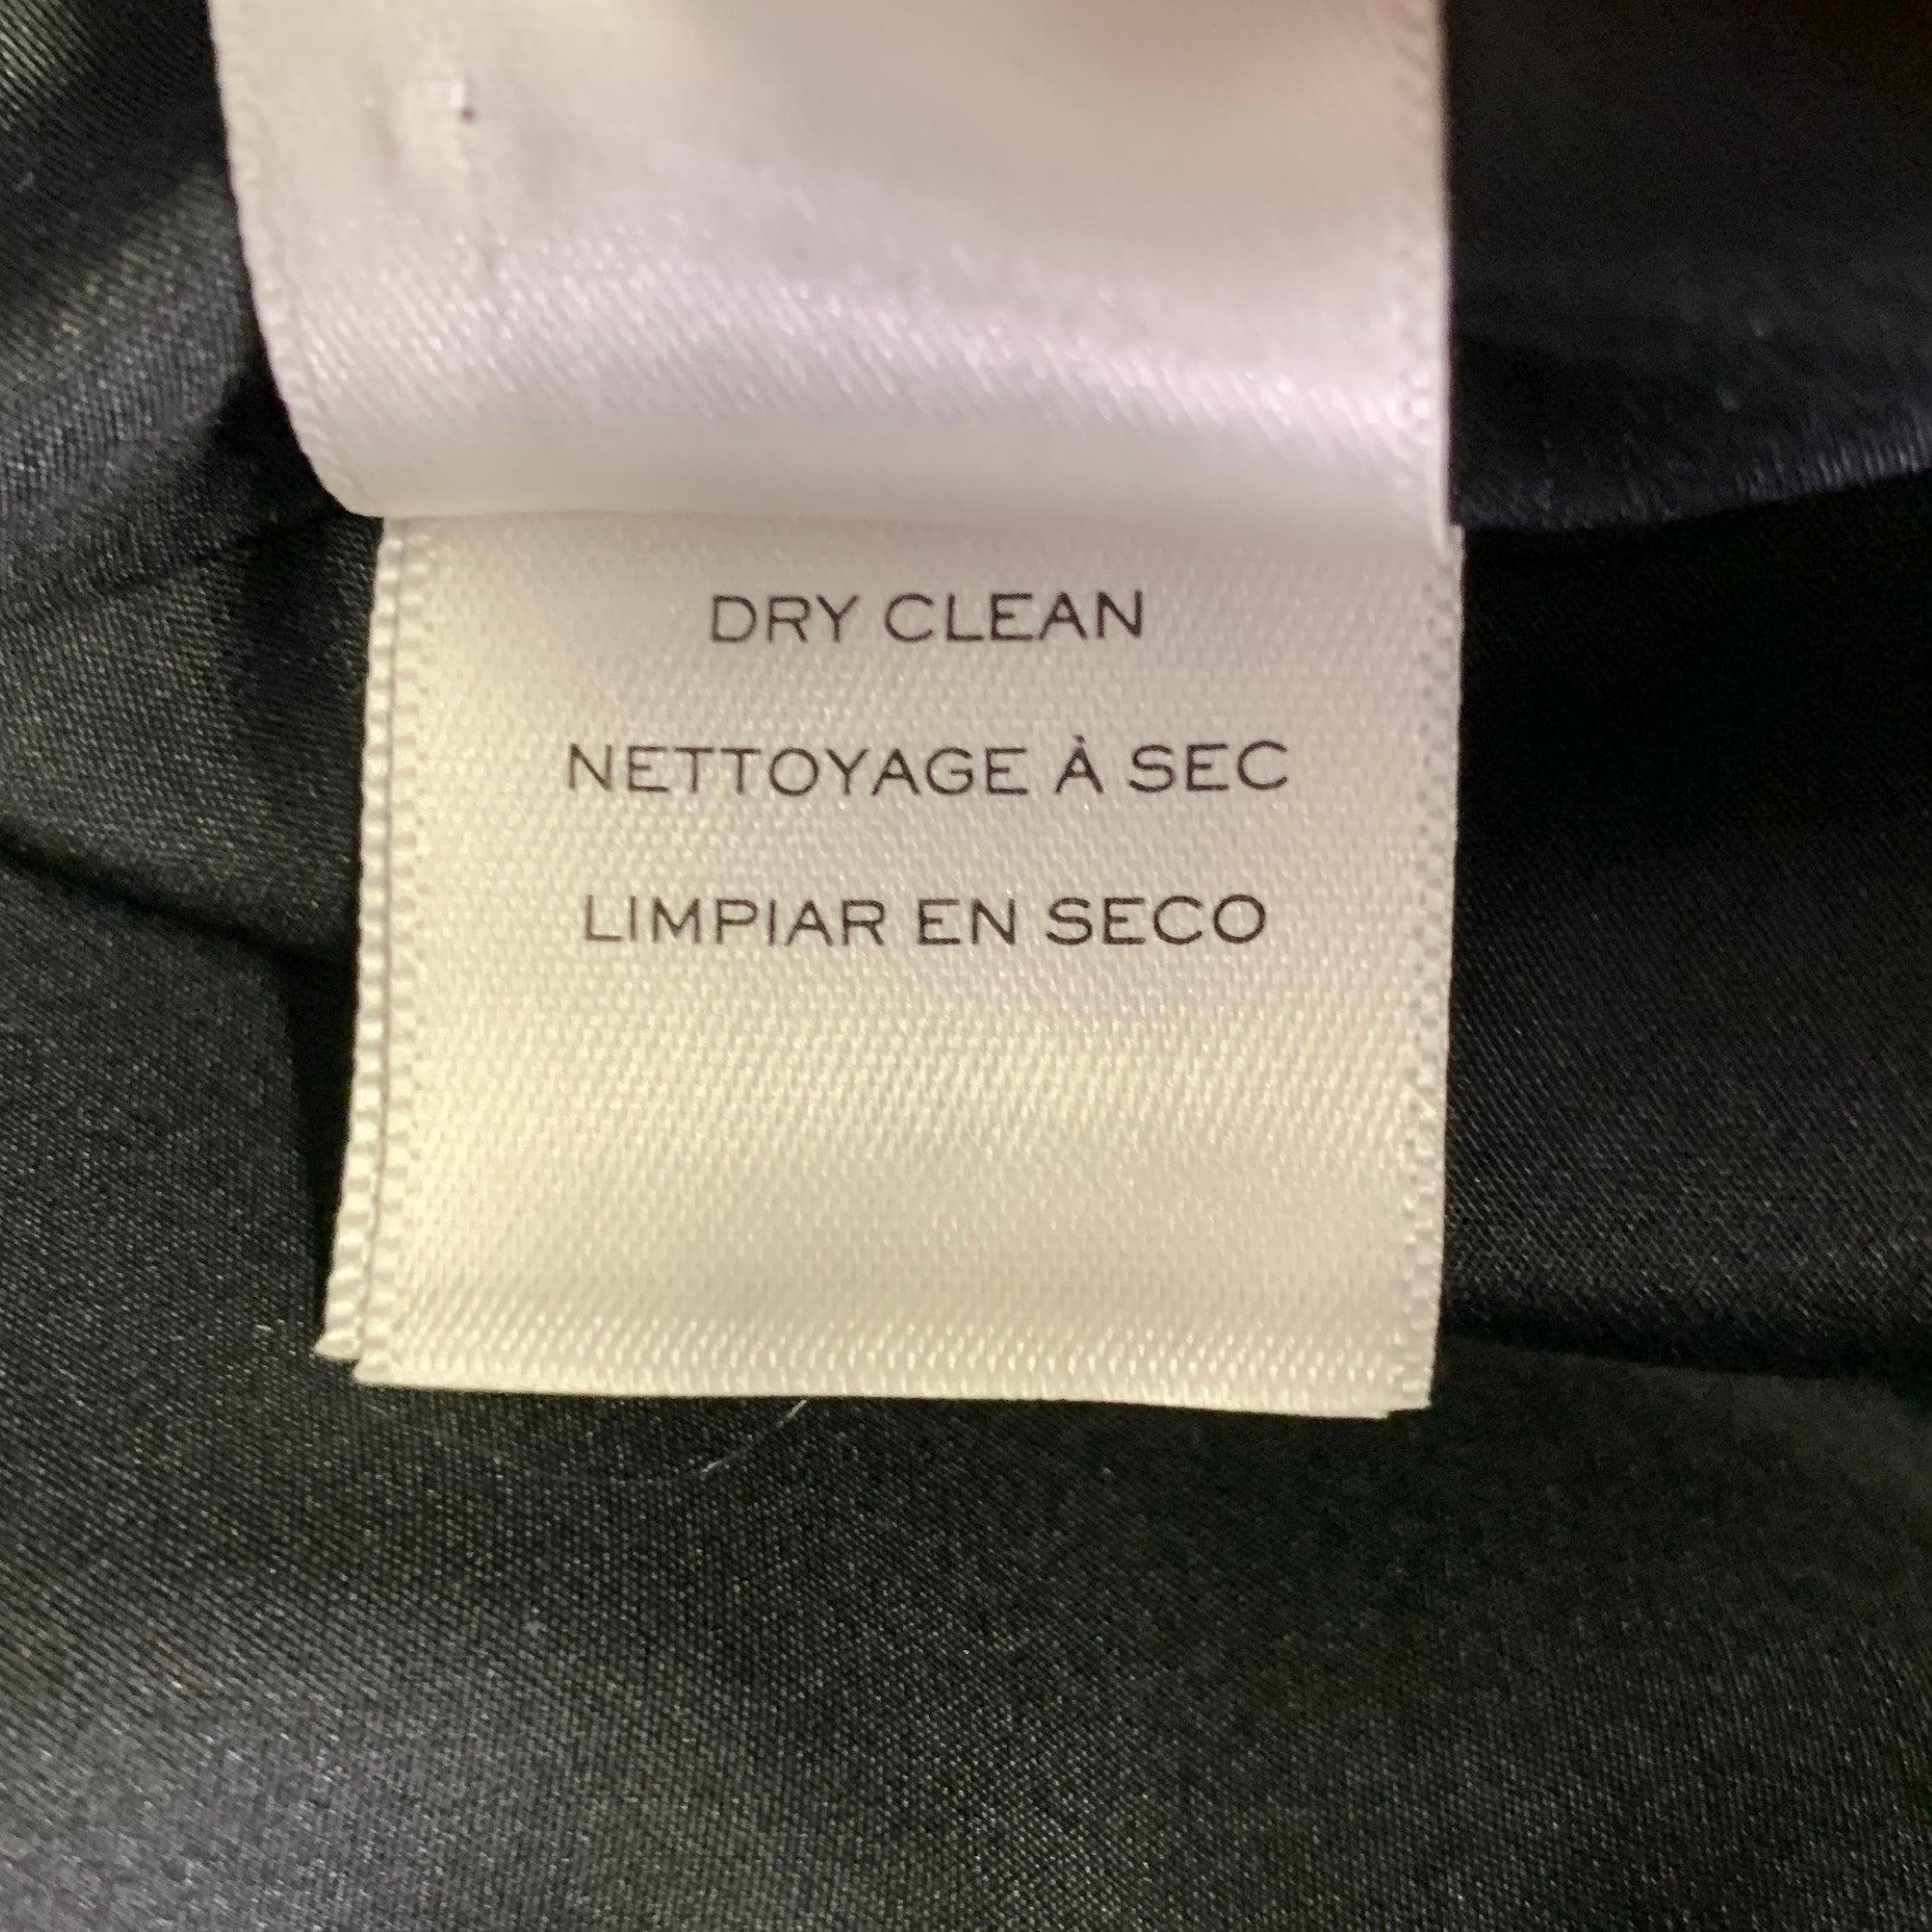 DRY CLEAN
NETTOYAGE À SEC
LIMPIAR EN SECO